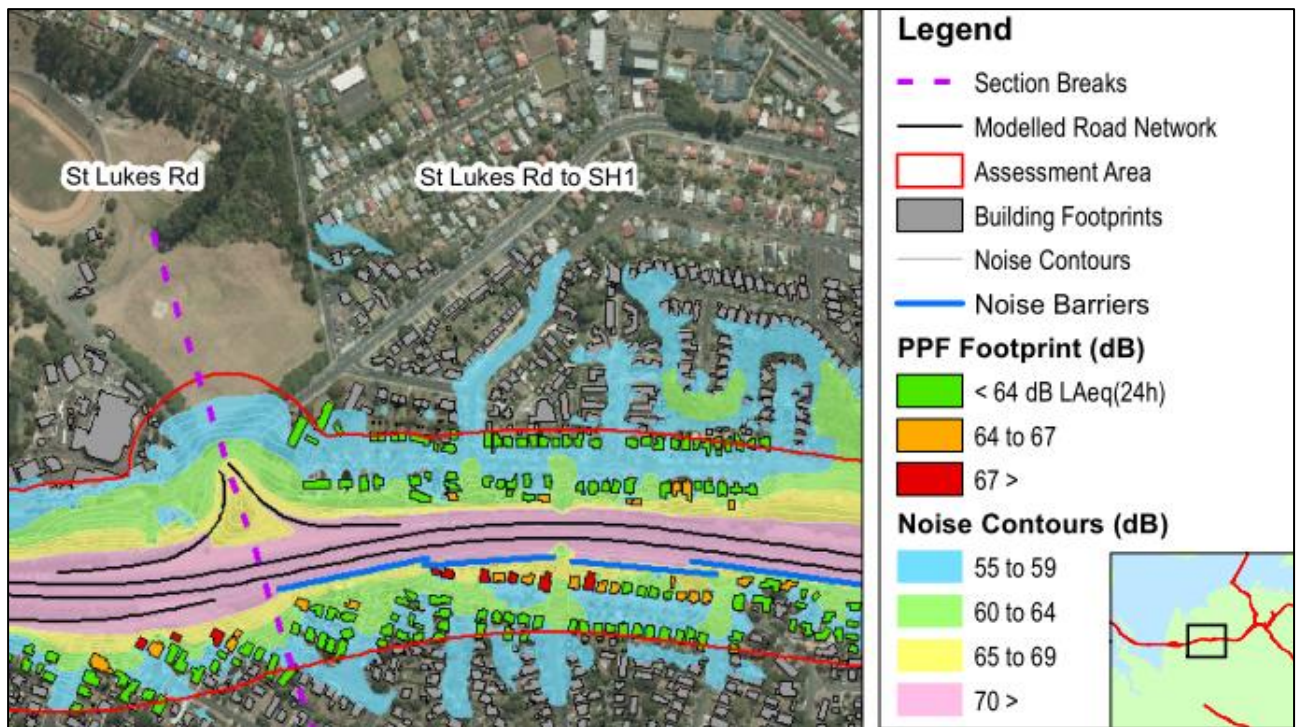 St Lukes Rd
St Lukes Rd to SH1
Legend
Section Breaks
Modelled Road Network
Assessment Area
Building Footprints
Noise Contours
Noise Barriers
PPF Footprint (dB)
< 64 dB LAeq(24h)
64 to 67
67 >
Noise Contours (dB)
55 to 59
60 to 64
65 to 69
70 >